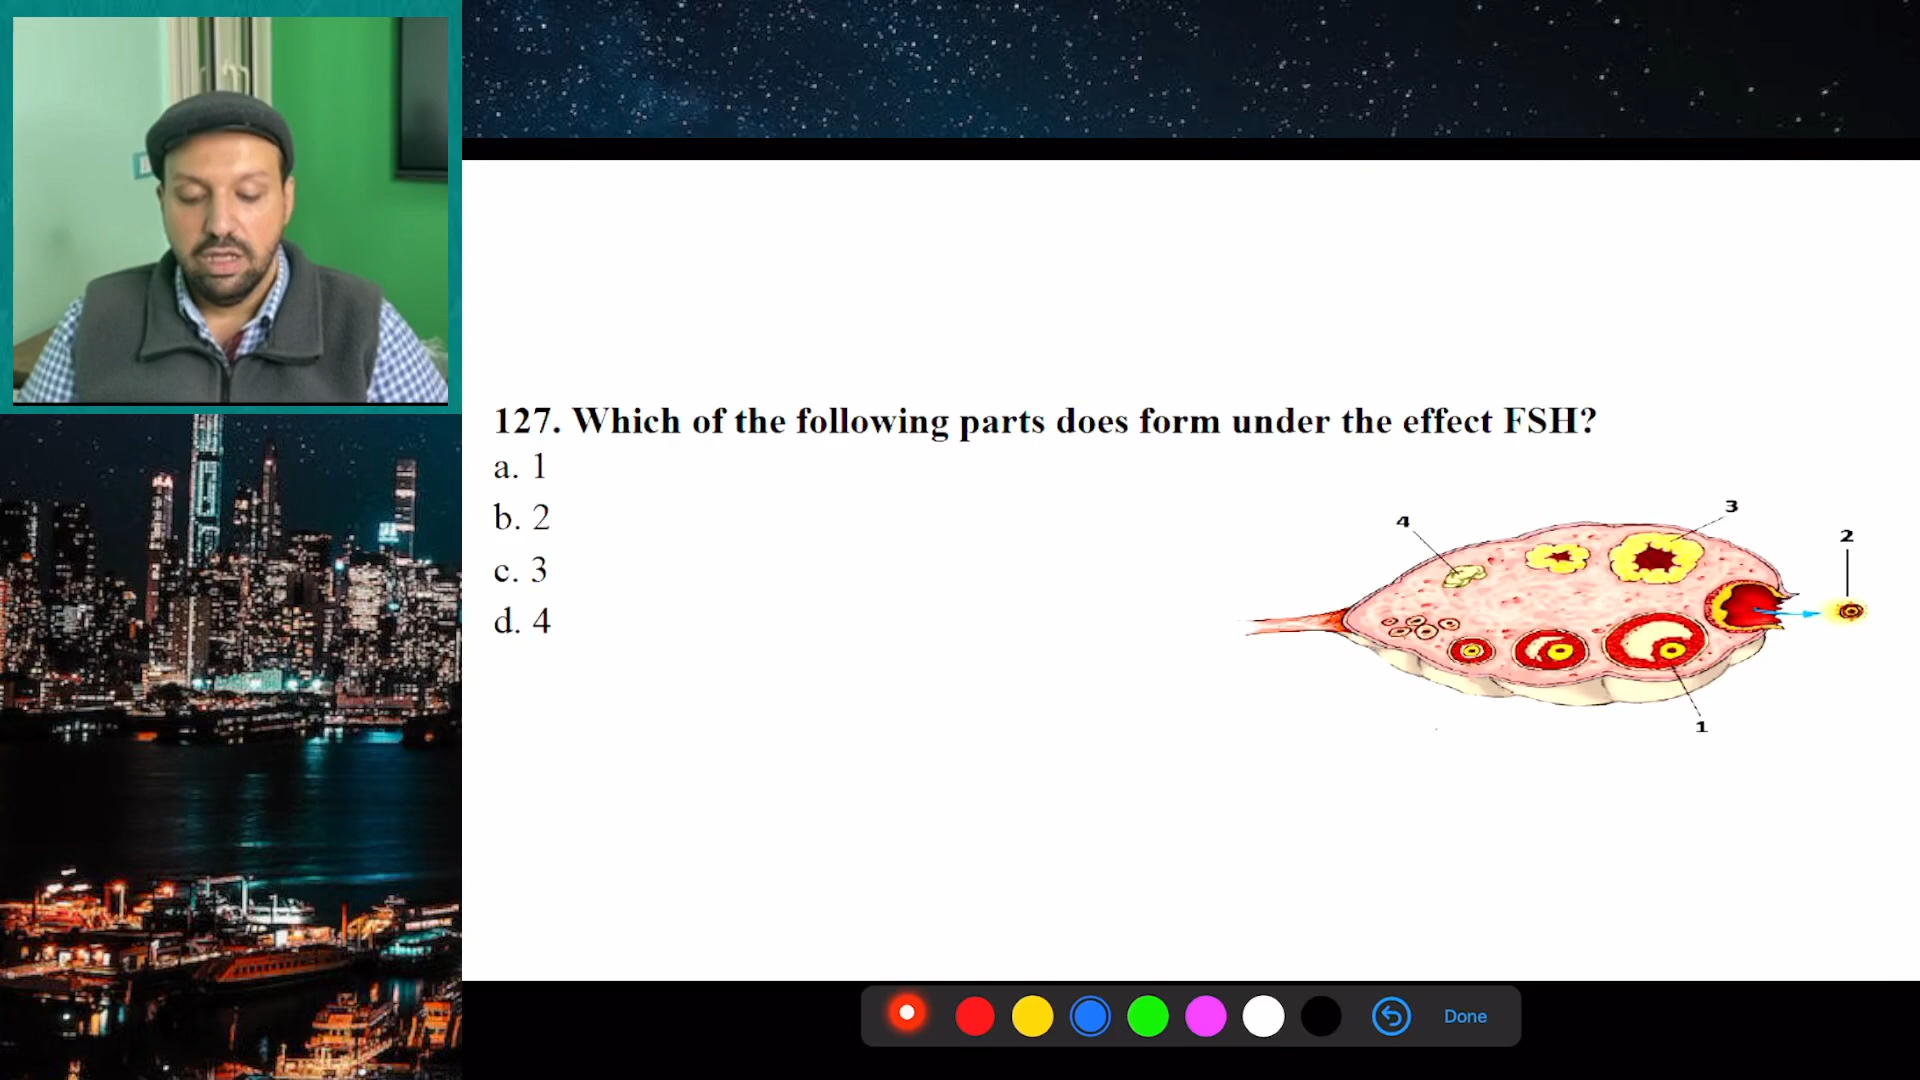 127. Which of the following parts does form under the effect FSH?
a. 1
b. 2
c. 3
d. 4
4
3
2
1
Done